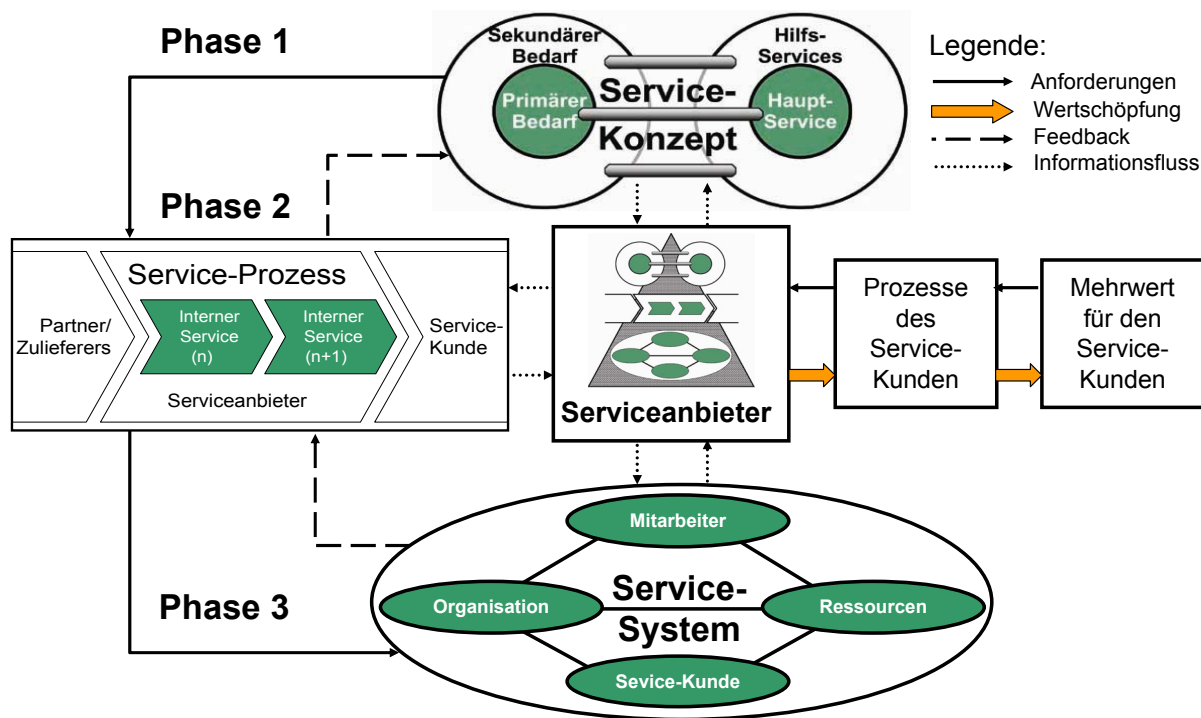 Phase 1
Sekundärer
Bedarf
Primärer
Bedarf
Service-
Konzept
Hilfs-
Services
Haupt-
Service
Legende:
Anforderungen
Wertschöpfung
Feedback
Informationsfluss
Phase 2
Partner/
Zulieferers
Service-Prozess
Interner
Service
(n)
Interner
Service
(n+1)
Serviceanbieter
Service-
Kunde
Serviceanbieter
Prozesse
des
Service-
Kunden
Mehrwert
für den
Service-
Kunden
Phase 3
Mitarbeiter
Organisation
Service-
System
Ressourcen
Sevice-Kunde